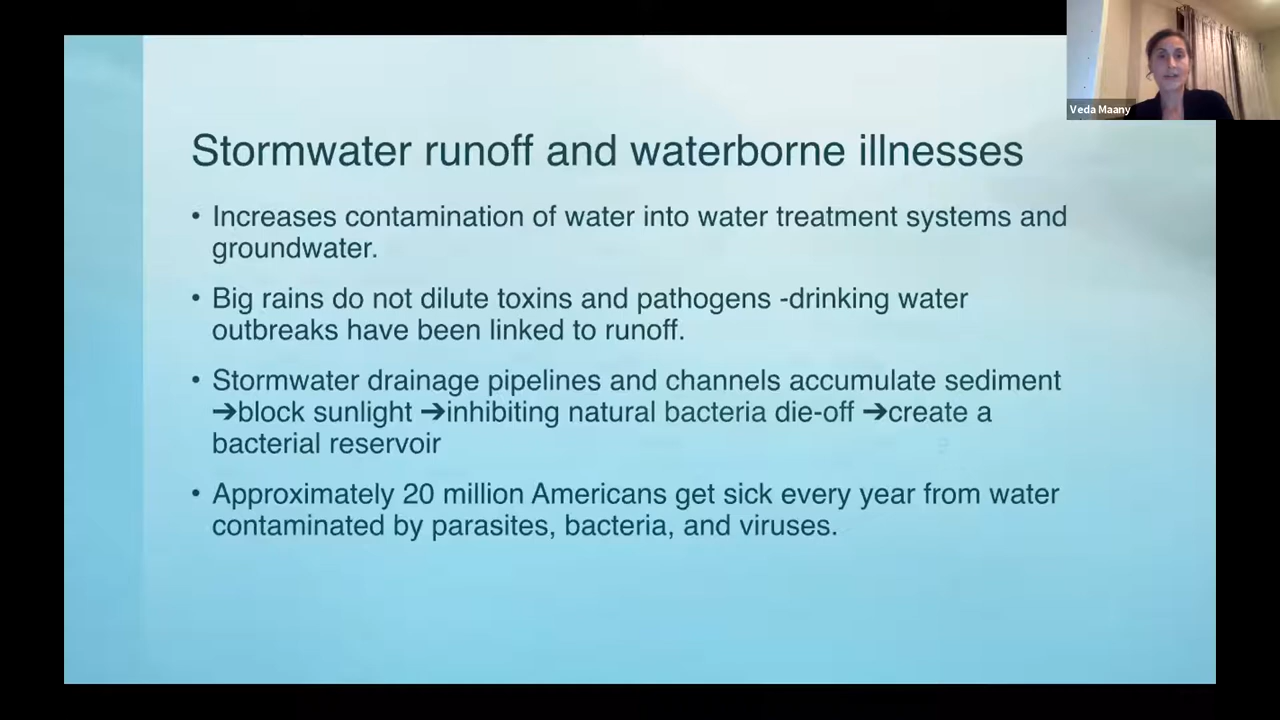 Veda Maany
Stormwater runoff and waterborne illnesses
• Increases contamination of water into water treatment systems and
groundwater.
• Big rains do not dilute toxins and pathogens -drinking water
outbreaks have been linked to runoff.
• Stormwater drainage pipelines and channels accumulate sediment
➔block sunlight ➔inhibiting natural bacteria die-off ➔create a
bacterial reservoir
• Approximately 20 million Americans get sick every year from water
contaminated by parasites, bacteria, and viruses.